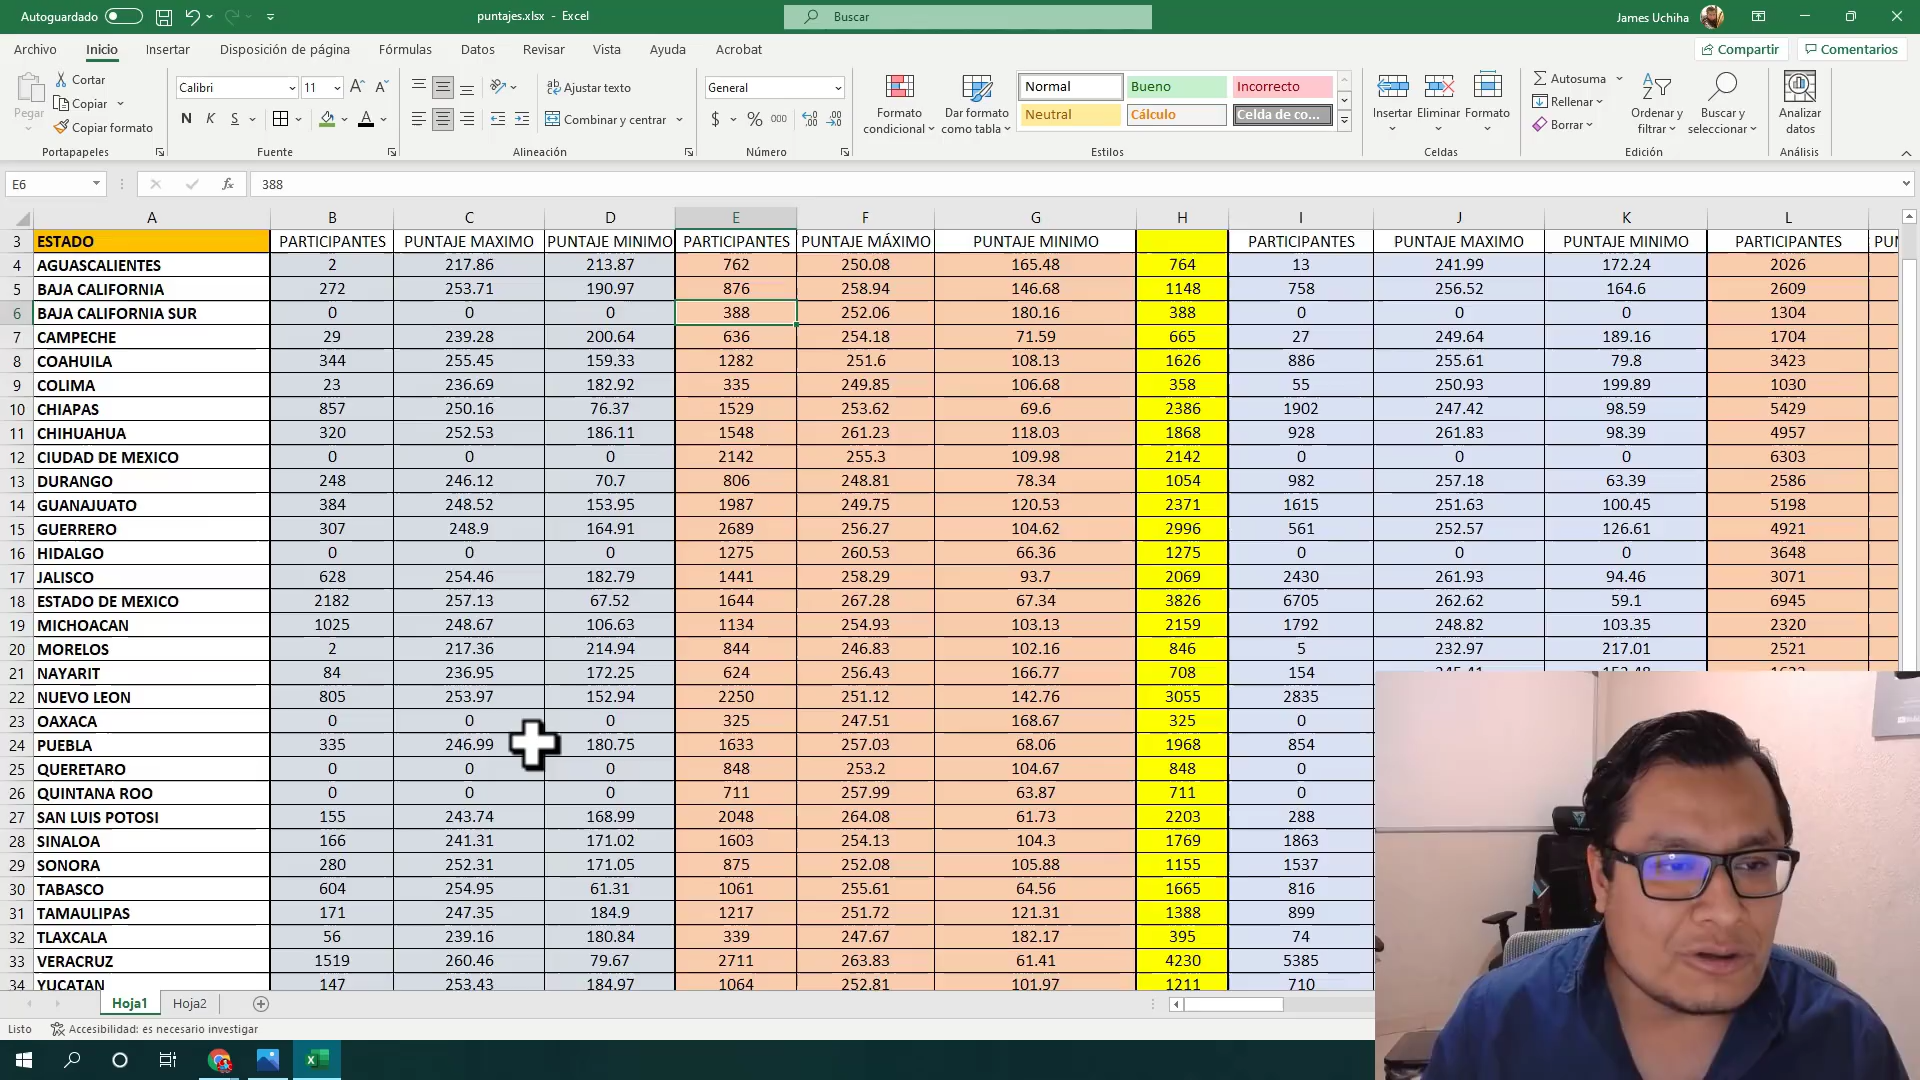 Autoguardado puntajes.xlsx - Excel Buscar James Uchiha
Archivo Inicio Insertar Disposición de página Fórmulas Datos Revisar Vista Ayuda Acrobat Compartir Comentarios
Pegar Cortar Copiar Copiar formato Portapapeles
Calibri 11 N K S Fuente
Ajustar texto Combinar y centrar Alineación
General $ % 000 Número
Formato condicional Dar formato como tabla Normal Bueno Incorrecto Neutral Cálculo Celda de co... Estilos
Insertar Eliminar Formato Celdas
Autosuma Rellenar Borrar Ordenar y filtrar Buscar y seleccionar Edición
Analizar datos Análisis
E6 fx 388
A B C D E F G H I J K L
3 ESTADO PARTICIPANTES PUNTAJE MAXIMO PUNTAJE MINIMO PARTICIPANTES PUNTAJE MÁXIMO PUNTAJE MINIMO PARTICIPANTES PUNTAJE MAXIMO PUNTAJE MINIMO PARTICIPANTES
4 AGUASCALIENTES 2 217.86 213.87 762 250.08 165.48 764 13 241.99 172.24 2026
5 BAJA CALIFORNIA 272 253.71 190.97 876 258.94 146.68 1148 758 256.52 164.6 2609
6 BAJA CALIFORNIA SUR 0 0 0 388 252.06 180.16 388 0 0 0 1304
7 CAMPECHE 29 239.28 200.64 636 254.18 71.59 665 27 249.64 189.16 1704
8 COAHUILA 344 255.45 159.33 1282 251.6 108.13 1626 886 255.61 79.8 3423
9 COLIMA 23 236.69 182.92 335 249.85 106.68 358 55 250.93 199.89 1030
10 CHIAPAS 857 250.16 76.37 1529 253.62 69.6 2386 1902 247.42 98.59 5429
11 CHIHUAHUA 320 252.53 186.11 1548 261.23 118.03 1868 928 261.83 98.39 4957
12 CIUDAD DE MEXICO 0 0 0 2142 255.3 109.98 2142 0 0 0 6303
13 DURANGO 248 246.12 70.7 806 248.81 78.34 1054 982 257.18 63.39 2586
14 GUANAJUATO 384 248.52 153.95 1987 249.75 120.53 2371 1615 251.63 100.45 5198
15 GUERRERO 307 248.9 164.91 2689 256.27 104.62 2996 561 252.57 126.61 4921
16 HIDALGO 0 0 0 1275 260.53 66.36 1275 0 0 0 3648
17 JALISCO 628 254.46 182.79 1441 258.29 93.7 2069 2430 261.93 94.46 3071
18 ESTADO DE MEXICO 2182 257.13 67.52 1644 267.28 67.34 3826 6705 262.62 59.1 6945
19 MICHOACAN 1025 248.67 106.63 1134 254.93 103.13 2159 1792 248.82 103.35 2320
20 MORELOS 2 217.36 214.94 844 246.83 102.16 846 5 232.97 217.01 2521
21 NAYARIT 84 236.95 172.25 624 256.43 166.77 708 154
22 NUEVO LEON 805 253.97 152.94 2250 251.12 142.76 3055 2835
23 OAXACA 0 0 0 325 247.51 168.67 325 0
24 PUEBLA 335 246.99 180.75 1633 257.03 68.06 1968 854
25 QUERETARO 0 0 0 848 253.2 104.67 848 0
26 QUINTANA ROO 0 0 0 711 257.99 63.87 711 0
27 SAN LUIS POTOSI 155 243.74 168.99 2048 264.08 61.73 2203 288
28 SINALOA 166 241.31 171.02 1603 254.13 104.3 1769 1863
29 SONORA 280 252.31 171.05 875 252.08 105.88 1155 1537
30 TABASCO 604 254.95 61.31 1061 255.61 64.56 1665 816
31 TAMAULIPAS 171 247.35 184.9 1217 251.72 121.31 1388 899
32 TLAXCALA 56 239.16 180.84 339 247.67 182.17 395 74
33 VERACRUZ 1519 260.46 79.67 2711 263.83 61.41 4230 5385
34 YUCATAN 147 253.43 184.97 1064 252.81 101.97 1211 710
Hoja1 Hoja2
Listo Accesibilidad: es necesario investigar